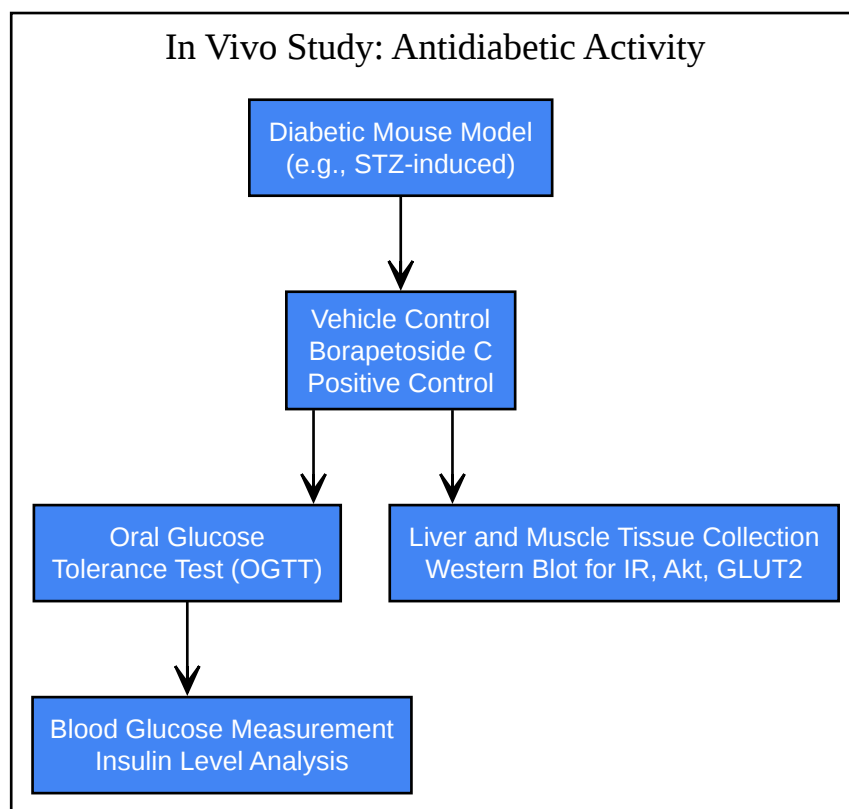 In Vivo Study: Antidiabetic Activity
Diabetic Mouse Model
(e.g., STZ-induced)
Vehicle Control
Borapetoside C
Positive Control
Oral Glucose
Tolerance Test (OGTT)
Liver and Muscle Tissue Collection
Western Blot for IR, Akt, GLUT2
Blood Glucose Measurement
Insulin Level Analysis